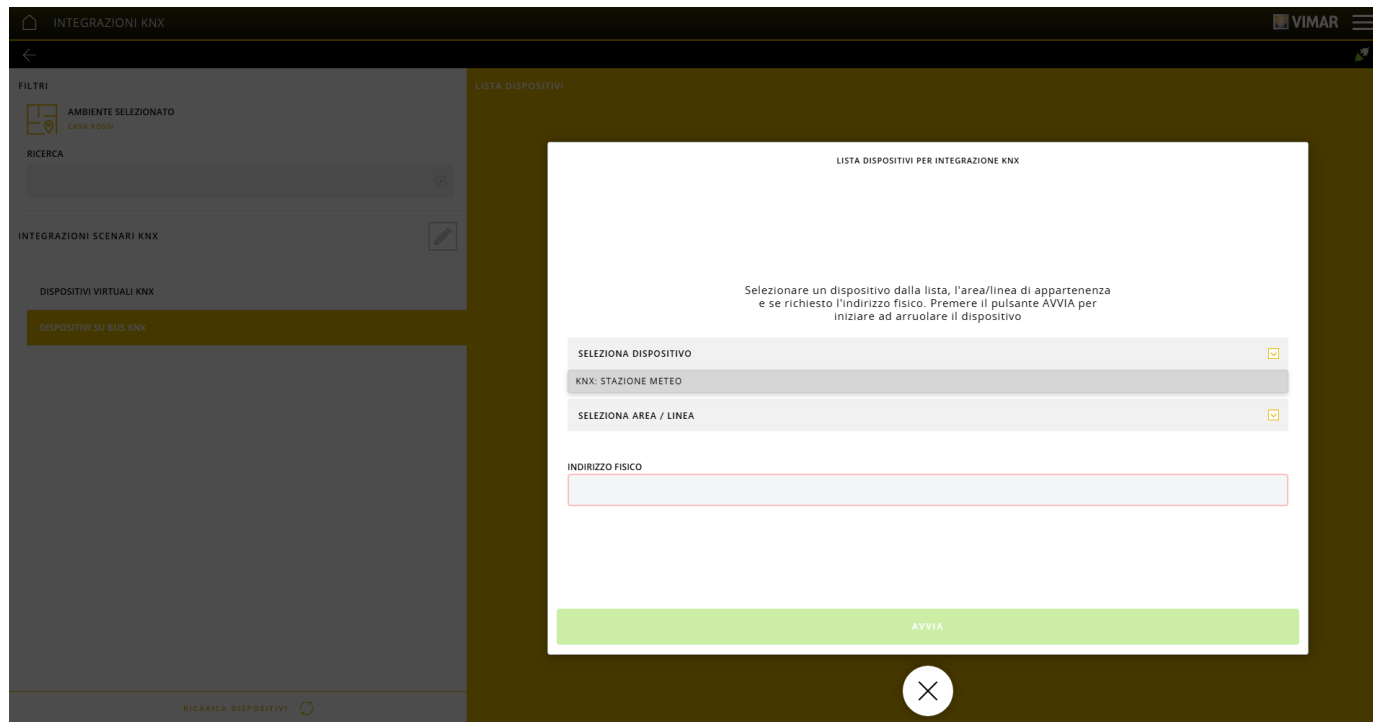 INTEGRAZIONI KNX
VIMAR
FILTRI
AMBIENTE SELEZIONATO
CASA ROSSI
RICERCA
INTEGRAZIONI SCENARI KNX
DISPOSITIVI VIRTUALI KNX
DISPOSITIVI SU BUS KNX
RICARICA DISPOSITIVI
LISTA DISPOSITIVI
LISTA DISPOSITIVI PER INTEGRAZIONE KNX
Selezionare un dispositivo dalla lista, l'area/linea di appartenenza
e se richiesto l'indirizzo fisico. Premere il pulsante AVVIA per
iniziare ad arruolare il dispositivo
SELEZIONA DISPOSITIVO
KNX: STAZIONE METEO
SELEZIONA AREA / LINEA
INDIRIZZO FISICO
AVVIA